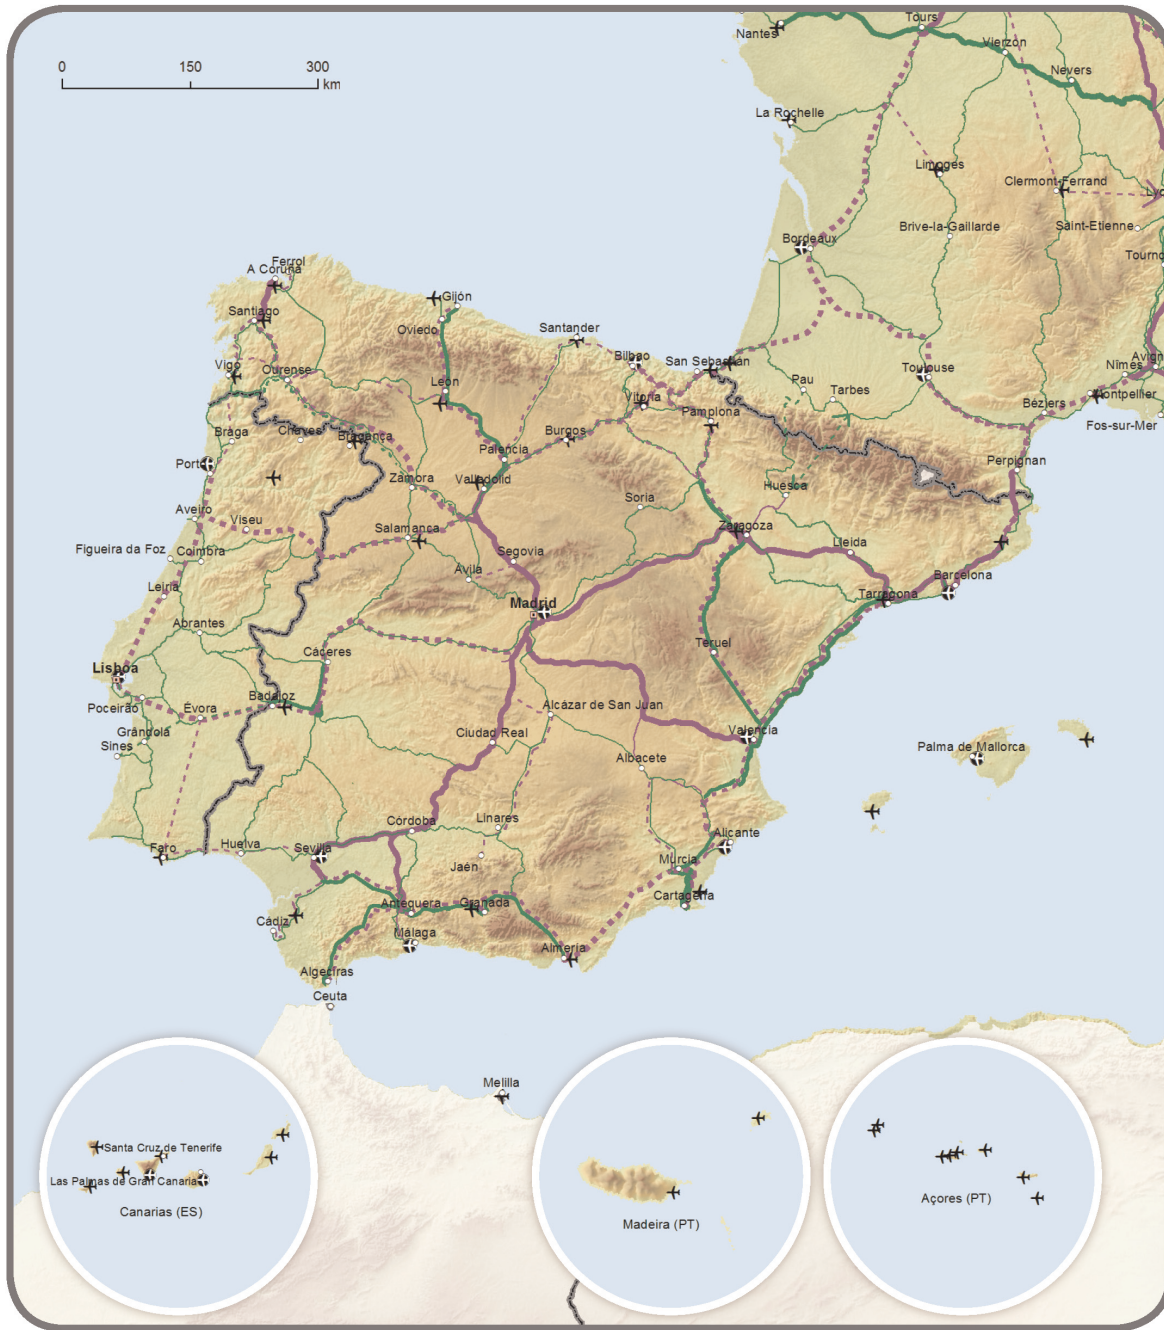 Tours
Nantes
Vierzon
0 150 300
km
Nevers
La Rochelle
Limoges
Clermont-Ferrand
Lyo
Brive-la-Gaillarde
Saint-Etienne
Bordeaux
Tourno
Ferrol
A Coruña
Gijón
Santiago
Oviedo
Santander
Bilbao
San Sebastián
Avign
Vigo
Ourense
Toulouse
Nîmes
León
Pau
Tarbes
Montpellier
Vitoria
Pamplona
Béziers
Fos-sur-Mer
Braga
Chaves
Bragança
Burgos
Palencia
Porto
Perpignan
Zamora
Valladolid
Huesca
Soria
Aveiro
Viseu
Salamanca
Zaragoza
Lleida
Figueira da Foz
Coimbra
Segovia
Ávila
Barcelona
Leiria
Tarragona
Madrid
Abrantes
Teruel
Cáceres
Lisboa
Badajoz
Poceirão
Évora
Alcázar de San Juan
Grândola
Ciudad Real
Valencia
Sines
Albacete
Palma de Mallorca
Córdoba
Linares
Alicante
Faro
Huelva
Sevilla
Jaén
Murcia
Antequera
Granada
Cartagena
Cádiz
Málaga
Almería
Algeciras
Ceuta
Melilla
Santa Cruz de Tenerife
Las Palmas de Gran Canaria
Canarias (ES)
Madeira (PT)
Açores (PT)